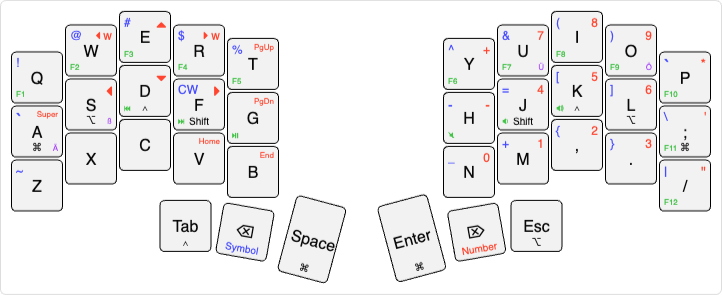 ! Q F1
@ ◀ W W F2
# ▲ E F3
$ ▶ W R F4
% PgUp T F5
^ + Y F6
& 7 U F7 Ü
( 8 I F8
) 9 O F9 Ö
` * P F10
` Super A ⌘ Ä
◀ S ⌥ ß
▼ D ⏮ ^
CW ▶ F ⏭ Shift
PgDn G ⏯
- - H
= 4 J Shift
[ 5 K ^
] 6 L ⌥
\ ' ; F11 ⌘
~ Z
X
C
Home V
End B
_ 0 N
+ 1 M
{ 2 ,
} 3 .
| " / F12
Tab ^
⌫ Symbol
Space ⌘
Enter ⌘
⌦ Number
Esc ⌥